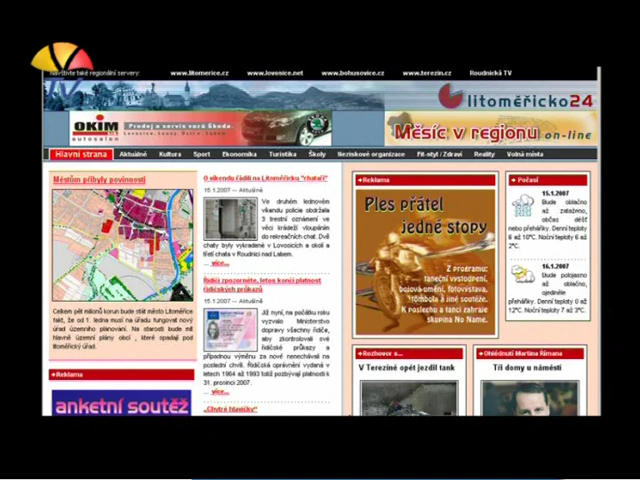 Navštivte také regionální servery:
www.litomerice.cz
www.lovosice.net
www.bohusovice.cz
www.terezin.cz
Roudnická TV
TV
litoměřicko24
OKIM
autosalon
Prodej a servis vozů Škoda
Měsíc v regionu on-line
Hlavní strana
Aktuálně
Kultura
Sport
Ekonomika
Turistika
Školy
Neziskové organizace
Fit-styl / Zdraví
Reality
Volná místa
Městům přibyly povinnosti
Celkem pět milionů korun bude stát město Litoměřice
fakt, že od 1. ledna musí na úřadu fungovat nový
úřad územního plánování. Na starosti bude mít
hlavně územní plány obcí , které spadají pod
litoměřický úřad.
Reklama
anketní soutěž
O víkendu řádili na Litoměřicku "chataři"
15.1.2007 — Aktuálně
Ve druhém lednovém
víkendu policie obdržela
3 trestní oznámení ve
věci krádeží vloupáním
do rekreačních chat. Dvě
chaty byly vykradené v Lovosicích a okolí a
třetí chata v Roudnici nad Labem.
... více...
Řidiči zpozorněte, letos končí platnost
řidičských průkazů
15.1.2007 — Aktuálně
Již nyní, na počátku roku
vyzvalo Ministerstvo
dopravy všechny řidiče,
aby zkontrolovali své
řidičské průkazy a
případnou výměnu za nové nenechávali na
poslední chvíli. Řidičská oprávnění vydaná v
letech 1964 až 1993 totiž pozbývají platnosti k
31. prosinci 2007.
... více...
„Chytré hlavičky"
Reklama
Ples přátel
jedné stopy
Z programu:
taneční vystoupení,
bojová umění, fotovýstava,
tombola a jiné soutěže.
K poslechu a tanci zahraje
skupina No Name.
Počasí
15.1.2007
Bude oblačno
až zataženo,
občas déšť
nebo přeháňky. Denní teploty
6 až 10°C. Noční teploty 6 až
2°C.
16.1.2007
Bude polojasno
až oblačno,
ojediněle
přeháňky. Denní teploty 8 až
12°C. Noční teploty 7 až 3°C.
Rozhovor s...
V Terezíně opět jezdil tank
Ohlédnutí Martina Římana
Tři domy u náměstí